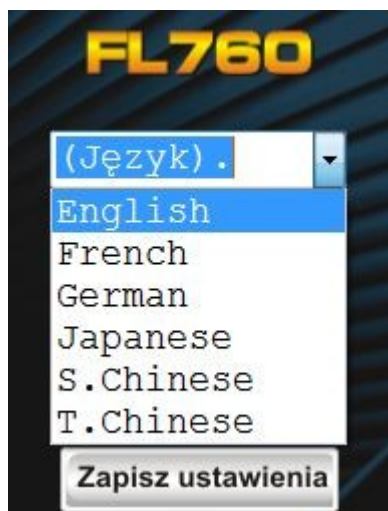 FL760
(Język).
English
French
German
Japanese
S.Chinese
T.Chinese
Zapisz ustawienia